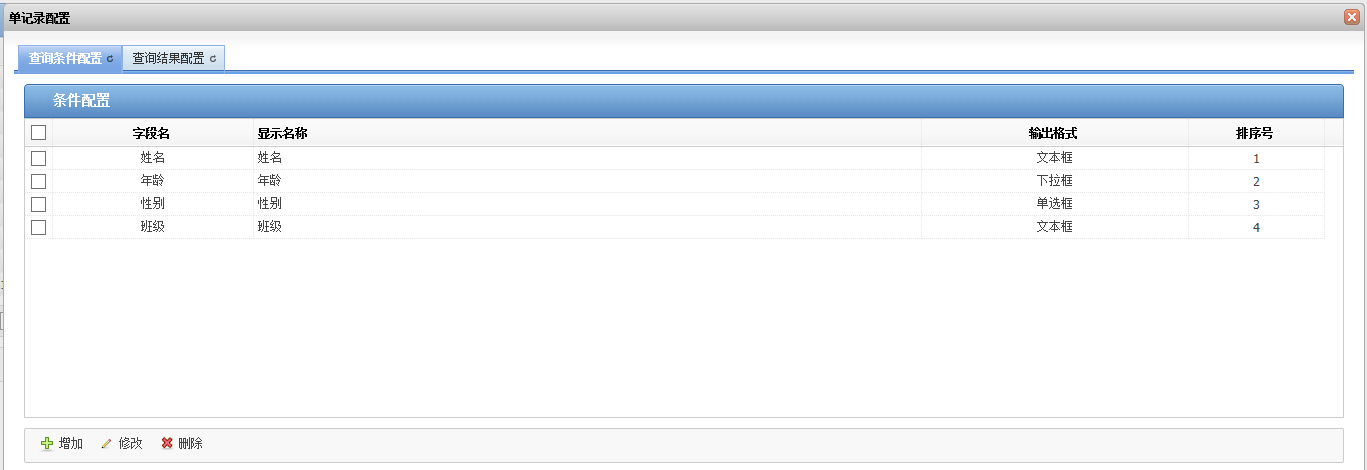 单记录配置
查询条件配置 查询结果配置
条件配置
字段名 显示名称 输出格式 排序号
姓名 姓名 文本框 1
年龄 年龄 下拉框 2
性别 性别 单选框 3
班级 班级 文本框 4
增加 修改 删除